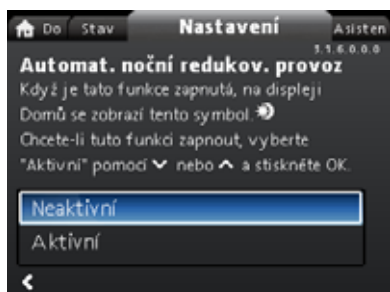 Do Stav Nastavení Asisten
3.1.6.0.0.0
Automat. noční redukov. provoz
Když je tato funkce zapnutá, na displeji
Domů se zobrazí tento symbol.
Chcete-li tuto funkci zapnout, vyberte
"Aktivní" pomocí nebo a stiskněte OK.
Neaktivní
Aktivní